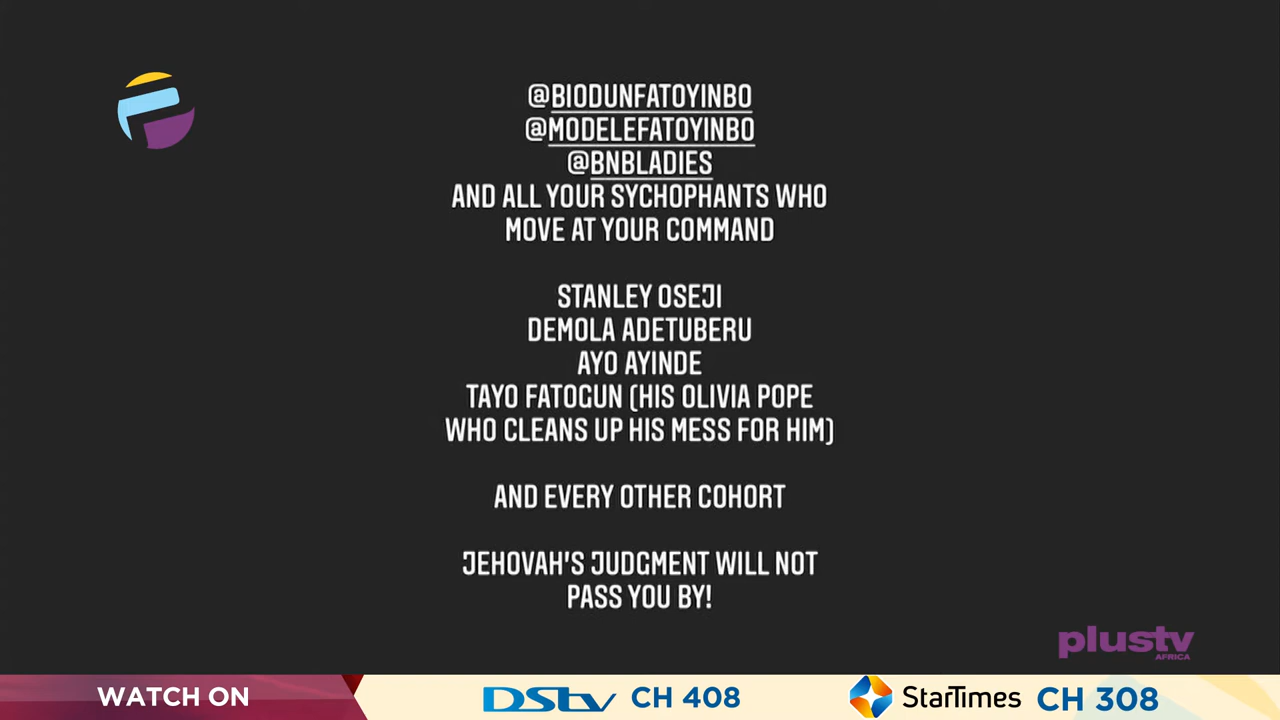 @BIODUNFATOYINBO
@MODELEFATOYINBO
@BNBLADIES
AND ALL YOUR SYCHOPHANTS WHO
MOVE AT YOUR COMMAND
STANLEY OSEJI
DEMOLA ADETUBERU
AYO AYINDE
TAYO FATOGUN (HIS OLIVIA POPE
WHO CLEANS UP HIS MESS FOR HIM)
AND EVERY OTHER COHORT
JEHOVAH'S JUDGMENT WILL NOT
PASS YOU BY!
plustv
AFRICA
WATCH ON
DStv CH 408
StarTimes CH 308